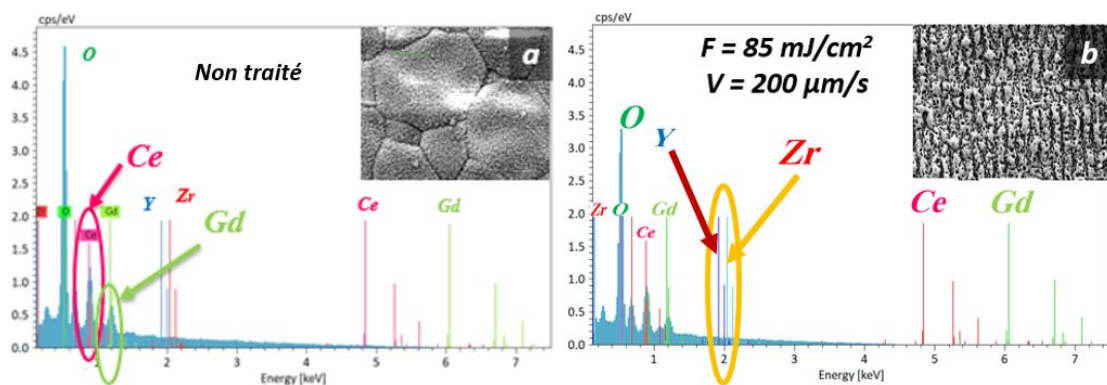 cps/eV
4.5
4.0
3.5
3.0
2.5
2.0
1.5
1.0
0.5
0.0
O
Non traité
a
Ce
Gd
Y
Zr
Ce
Gd
O
Gd
Ce
2
3
4
5
6
7
Energy [keV]
cps/eV
4.5
4.0
3.5
3.0
2.5
2.0
1.5
1.0
0.5
0.0
F = 85 mJ/cm²
V = 200 µm/s
b
O
Y
Zr
Zr
O
Ce
Gd
Ce
Gd
1
2
3
4
5
6
7
Energy [keV]